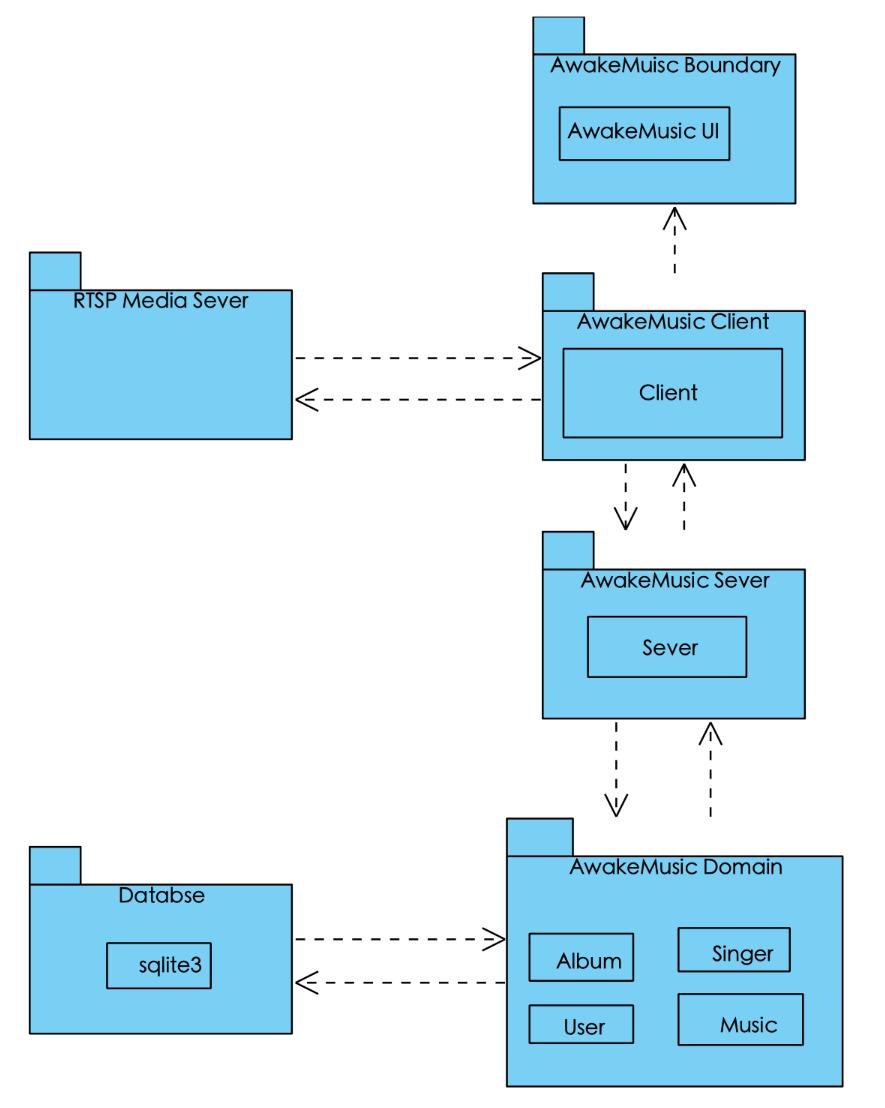 AwakeMuisc Boundary
AwakeMusic UI
RTSP Media Sever
AwakeMusic Client
Client
AwakeMusic Sever
Sever
AwakeMusic Domain
Databse
sqlite3
Album
Singer
User
Music